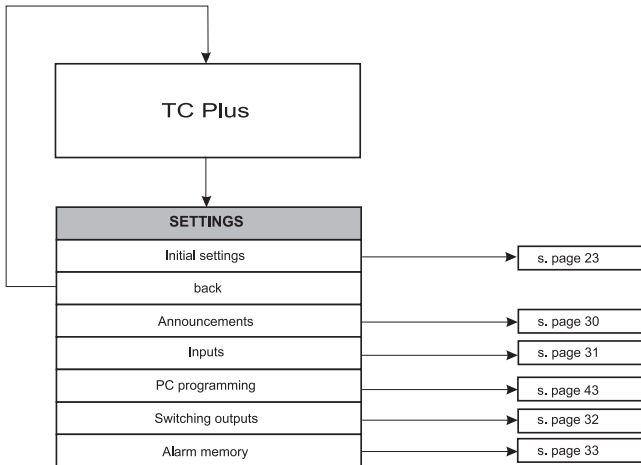 TC Plus
SETTINGS
Initial settings
s. page 23
back
Announcements
s. page 30
Inputs
s. page 31
PC programming
s. page 43
Switching outputs
s. page 32
Alarm memory
s. page 33